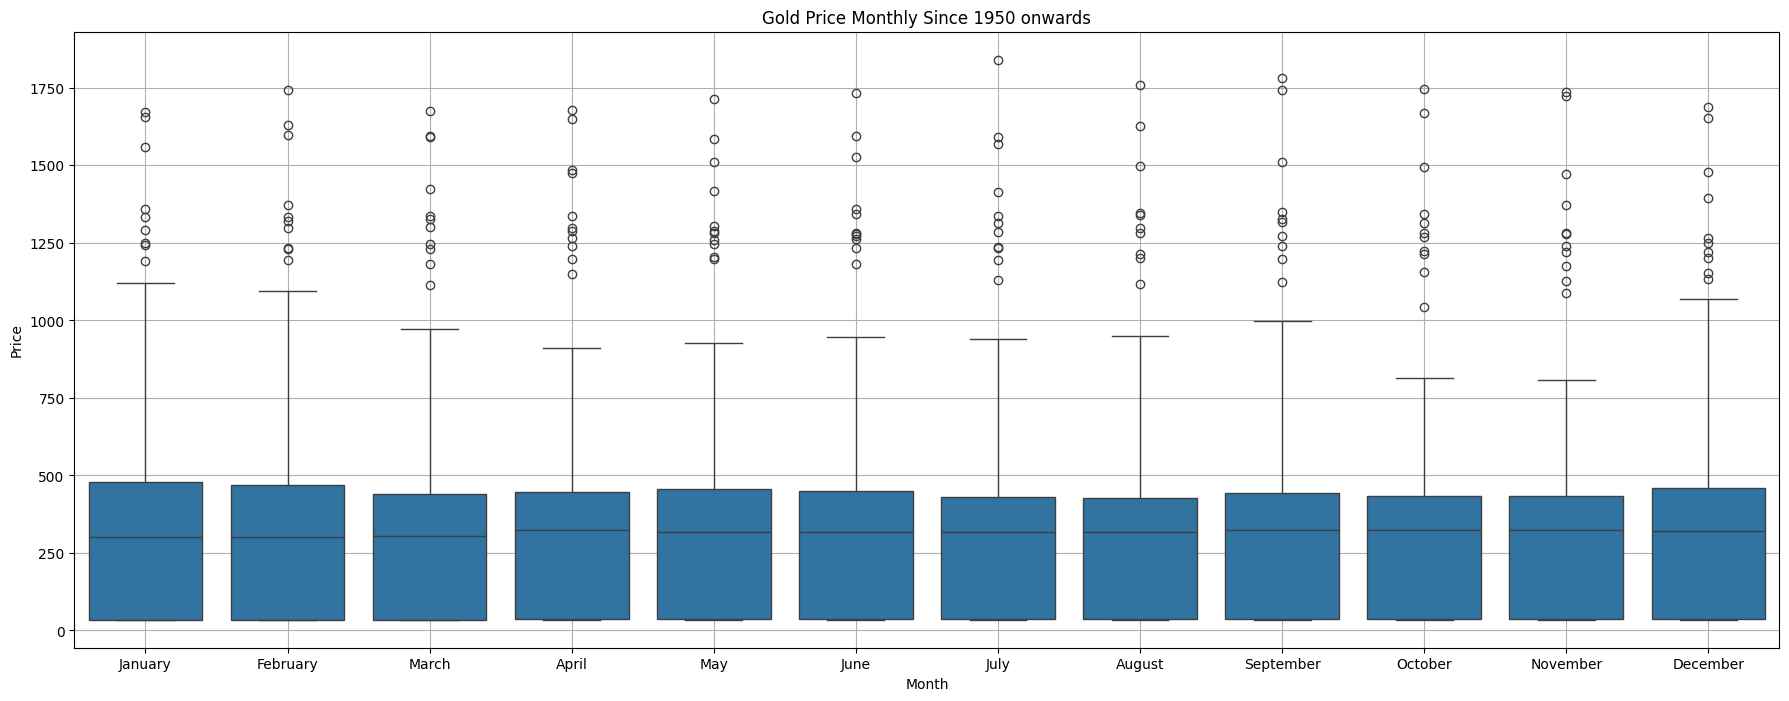 Gold Price Monthly Since 1950 onwards
Price
1750
1500
1250
1000
750
500
250
0
January February March April May June July August September October November December
Month